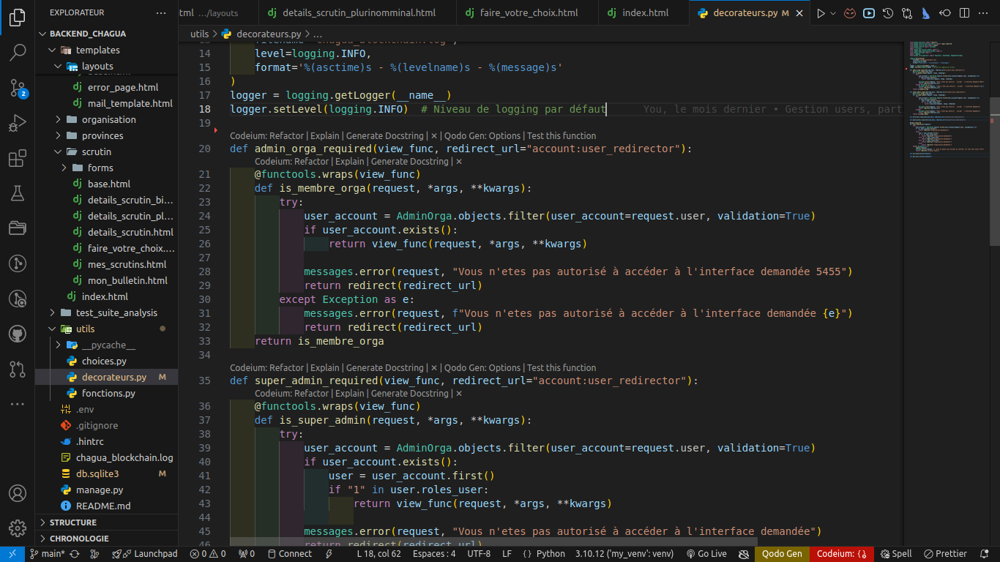 EXPLORATEUR
BACKEND_CHAGUA
templates
layouts
error_page.html
mail_template.html
organisation
provinces
scrutin
forms
base.html
details_scrutin_bi...
details_scrutin_pl...
details_scrutin.html
faire_votre_choix....
mes_scrutins.html
mon_bulletin.html
index.html
test_suite_analysis
utils
__pycache__
choices.py
decorateurs.py M
fonctions.py
.env
.gitignore
.hintrc
chagua_blockchain.log
db.sqlite3 M
manage.py
README.md
STRUCTURE
CHRONOLOGIE
2
html .../layouts
details_scrutin_plurinomminal.html
faire_votre_choix.html
index.html
decorateurs.py M
utils > decorateurs.py > ...
14 level=logging.INFO,
15 format='%(asctime)s - %(levelname)s - %(message)s'
16 )
17 logger = logging.getLogger(__name__)
18 logger.setLevel(logging.INFO)  # Niveau de logging par défaut You, le mois dernier • Gestion users, part
19
Codeium: Refactor | Explain | Generate Docstring | × | Qodo Gen: Options | Test this function
20 def admin_orga_required(view_func, redirect_url="account:user_redirector"):
Codeium: Refactor | Explain | Generate Docstring | ×
21 @functools.wraps(view_func)
22 def is_membre_orga(request, *args, **kwargs):
23 try:
24 user_account = AdminOrga.objects.filter(user_account=request.user, validation=True)
25 if user_account.exists():
26 return view_func(request, *args, **kwargs)
27
28 messages.error(request, "Vous n'etes pas autorisé à accéder à l'interface demandée 5455")
29 return redirect(redirect_url)
30 except Exception as e:
31 messages.error(request, f"Vous n'etes pas autorisé à accéder à l'interface demandée {e}")
32 return redirect(redirect_url)
33 return is_membre_orga
34
Codeium: Refactor | Explain | Generate Docstring | × | Qodo Gen: Options | Test this function
35 def super_admin_required(view_func, redirect_url="account:user_redirector"):
Codeium: Refactor | Explain | Generate Docstring | ×
36 @functools.wraps(view_func)
37 def is_super_admin(request, *args, **kwargs):
38 try:
39 user_account = AdminOrga.objects.filter(user_account=request.user, validation=True)
40 if user_account.exists():
41 user = user_account.first()
42 if "1" in user.roles_user:
43 return view_func(request, *args, **kwargs)
44
45 messages.error(request, "Vous n'etes pas autorisé à accéder à l'interface demandée")
46 return redirect(redirect_url)
main* Launchpad 0 0 0 Connect L 18, col 62 Espaces : 4 UTF-8 LF {} Python 3.10.12 ('my_venv': venv) Go Live Qodo Gen Codeium: {} Spell Prettier